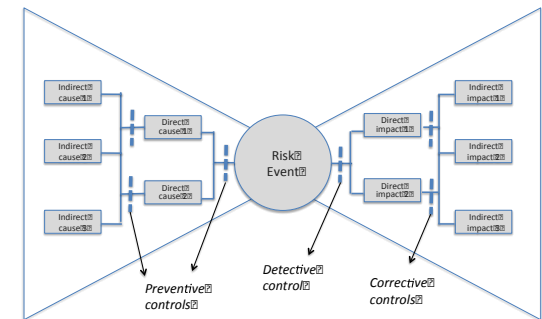 Indirect
cause 1
Indirect
cause 2
Indirect
cause 3
Direct
cause 1
Direct
cause 2
Risk
Event
Direct
impact 1
Direct
impact 2
Indirect
impact 1
Indirect
impact 2
Indirect
impact 3
Preventive
controls
Detective
control
Corrective
controls